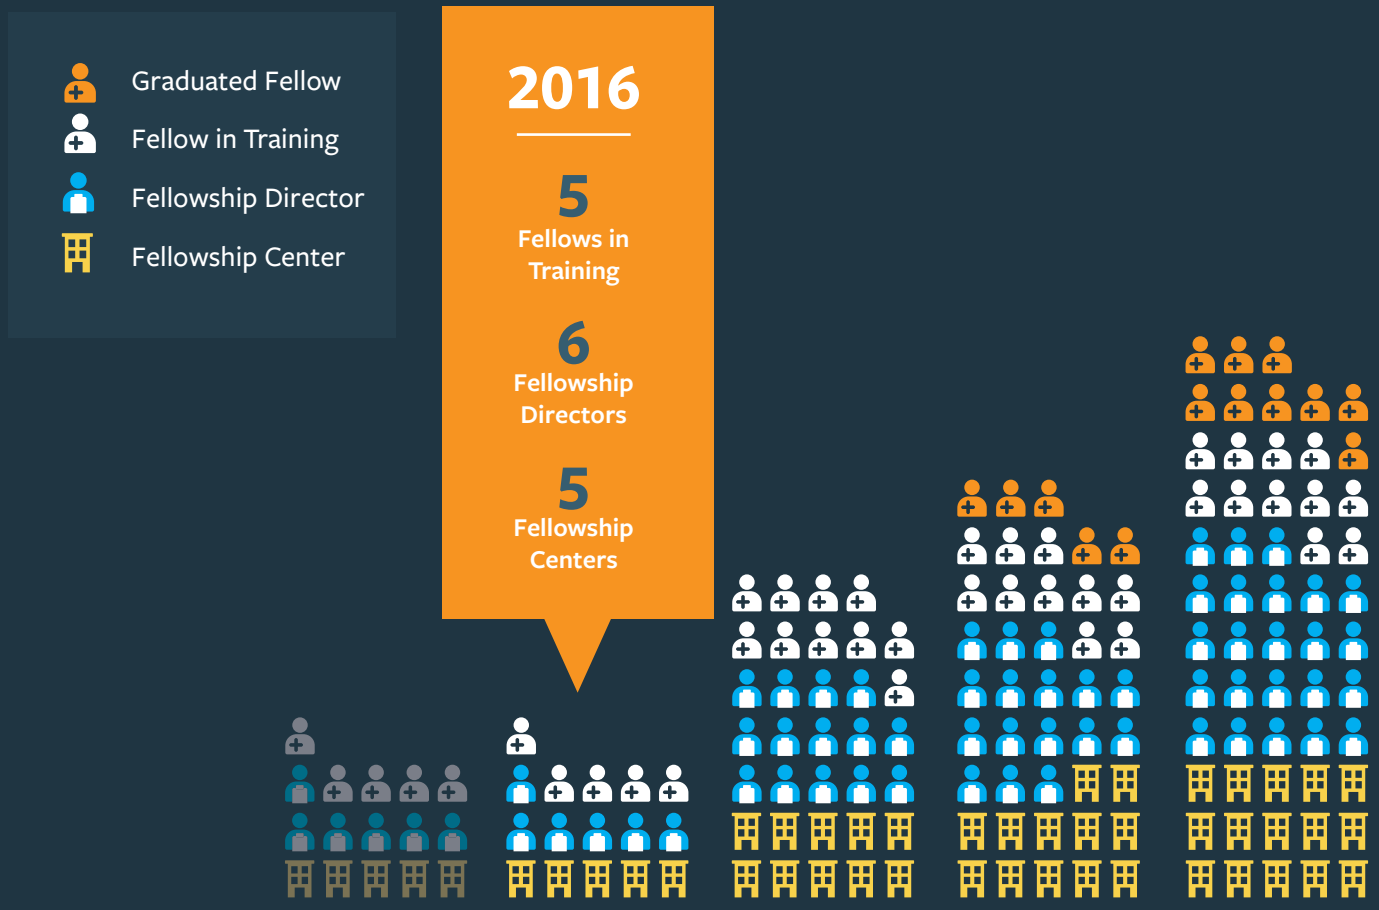 Graduated Fellow
Fellow in Training
Fellowship Director
Fellowship Center
2016
5
Fellows in
Training
6
Fellowship
Directors
5
Fellowship
Centers